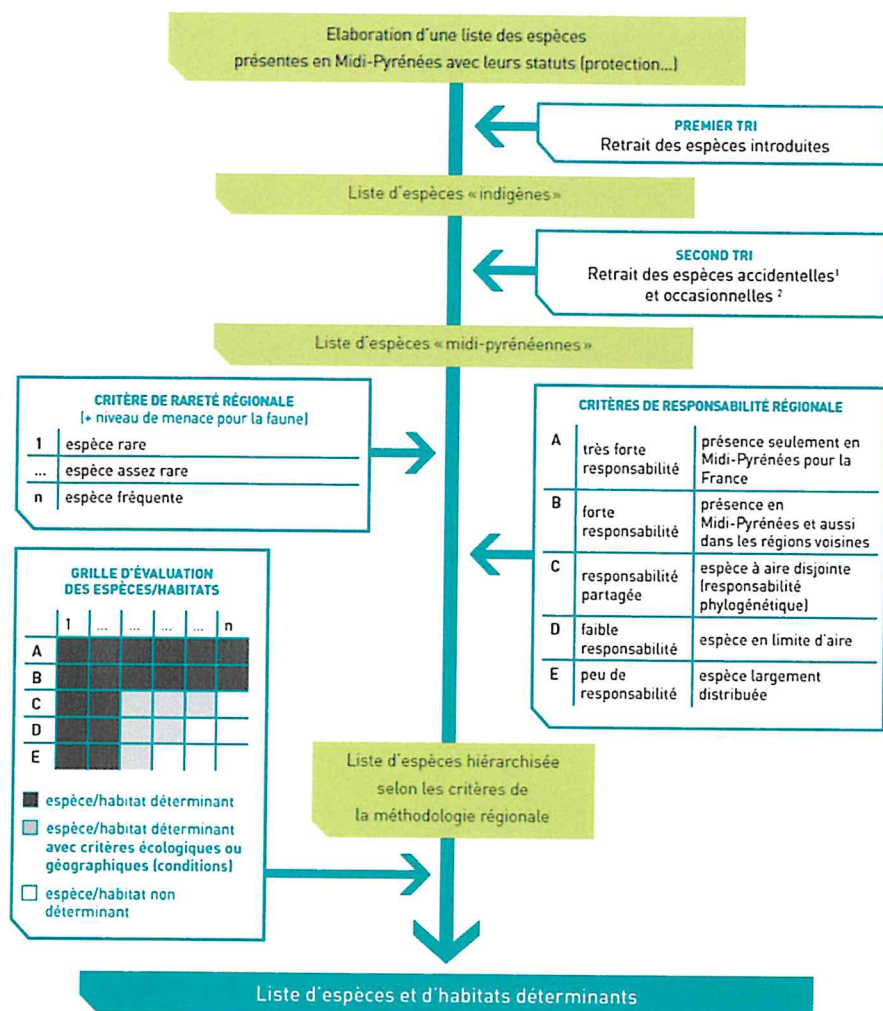 Elaboration d'une liste des espèces
présentes en Midi-Pyrénées avec leurs statuts (protection...)
PREMIER TRI
Retrait des espèces introduites
Liste d'espèces « indigènes »
SECOND TRI
Retrait des espèces accidentelles¹
et occasionnelles ²
Liste d'espèces « midi-pyrénéennes »
CRITÈRE DE RARETÉ RÉGIONALE
(+ niveau de menace pour la faune)
1 espèce rare
... espèce assez rare
n espèce fréquente
CRITÈRES DE RESPONSABILITÉ RÉGIONALE
A très forte responsabilité présence seulement en Midi-Pyrénées pour la France
B forte responsabilité présence en Midi-Pyrénées et aussi dans les régions voisines
C responsabilité partagée espèce à aire disjointe (responsabilité phylogénétique)
D faible responsabilité espèce en limite d'aire
E peu de responsabilité espèce largement distribuée
GRILLE D'ÉVALUATION
DES ESPÈCES/HABITATS
1 ... ... ... n
A
B
C
D
E
espèce/habitat déterminant
espèce/habitat déterminant
avec critères écologiques ou
géographiques (conditions)
espèce/habitat non
déterminant
Liste d'espèces hiérarchisée
selon les critères de
la méthodologie régionale
Liste d'espèces et d'habitats déterminants